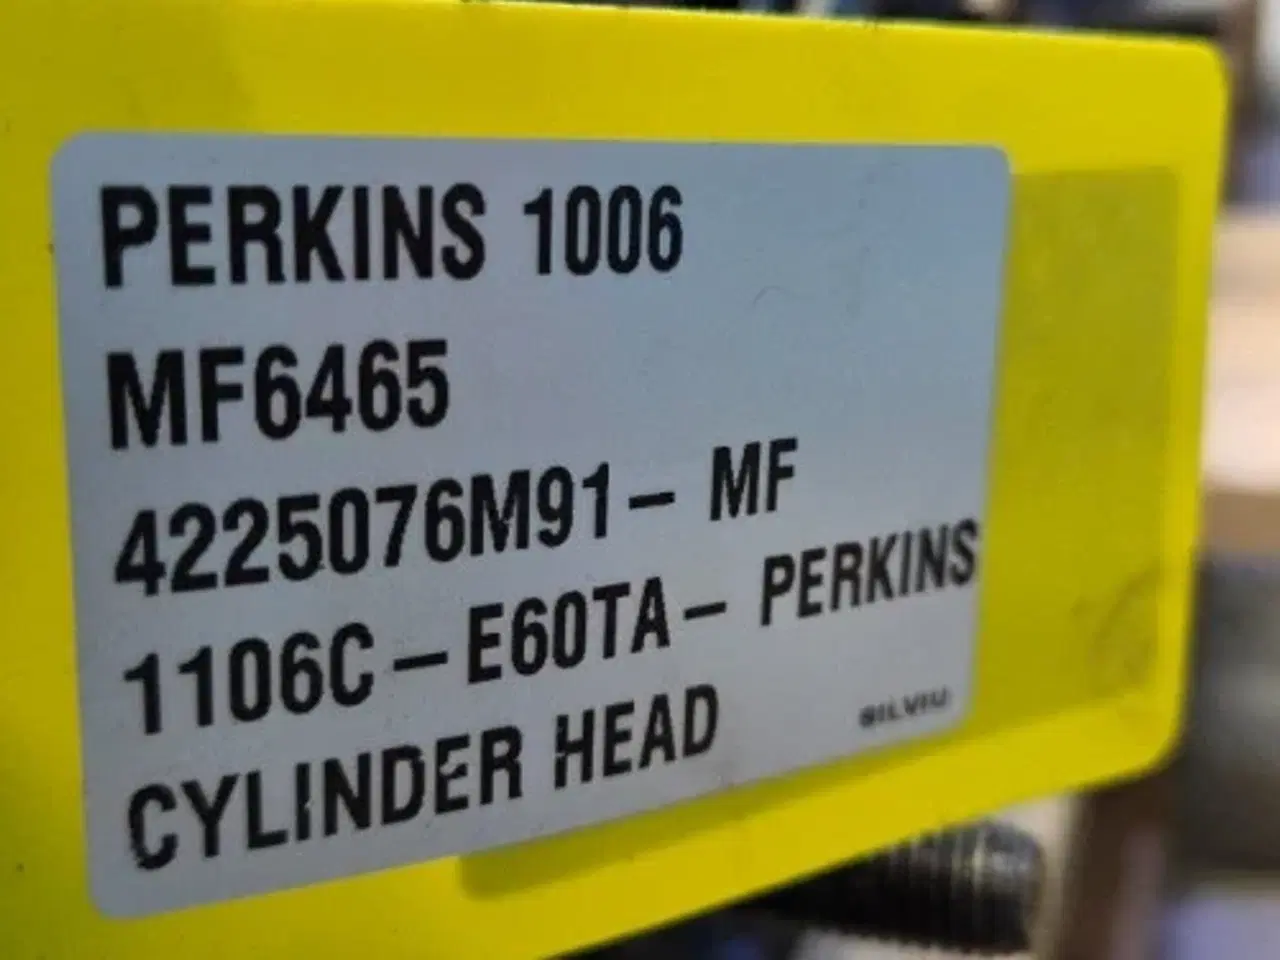 PERKINS 1006
MF6465
4225076M91- MF
1106C-E60TA- PERKINS
CYLINDER HEAD
SILVIU